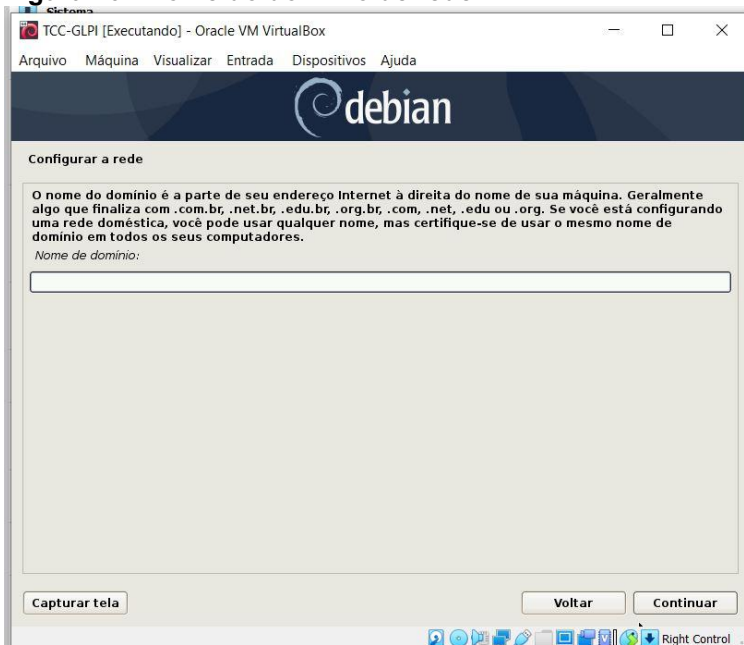 Sistema
TCC-GLPI [Executando] - Oracle VM VirtualBox
Arquivo Máquina Visualizar Entrada Dispositivos Ajuda
debian
Configurar a rede
O nome do domínio é a parte de seu endereço Internet à direita do nome de sua máquina. Geralmente
algo que finaliza com .com.br, .net.br, .edu.br, .org.br, .com, .net, .edu ou .org. Se você está configurando
uma rede doméstica, você pode usar qualquer nome, mas certifique-se de usar o mesmo nome de
domínio em todos os seus computadores.
Nome de domínio:
Capturar tela
Voltar
Continuar
Right Control